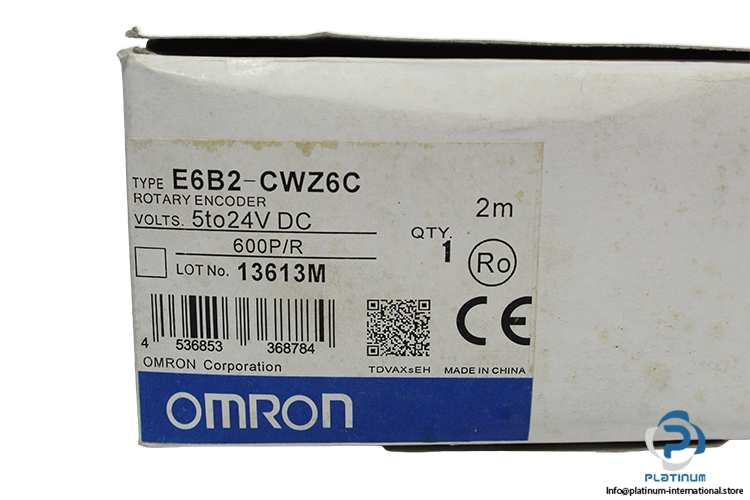 TYPE E6B2-CWZ6C
ROTARY ENCODER
VOLTS. 5to24V DC
2m
600P/R
QTY. 1
Ro
LOT No. 13613M
CE
4 536853 368784
OMRON Corporation
TDVAXsEH
MADE IN CHINA
OMRON
PLATINUM
Info@platinum-international.store